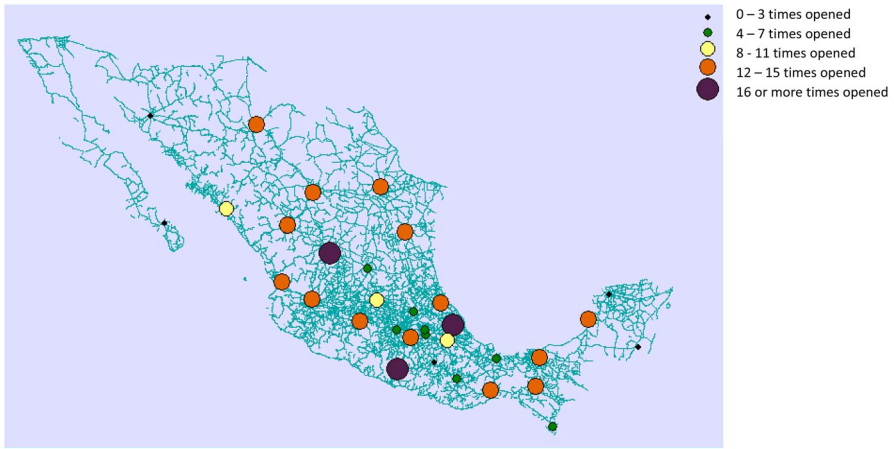 0 – 3 times opened
4 – 7 times opened
8 - 11 times opened
12 – 15 times opened
16 or more times opened